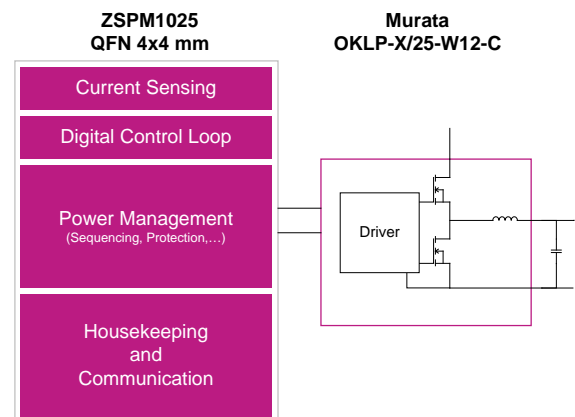 ZSPM1025
QFN 4x4 mm
Murata
OKLP-X/25-W12-C
Current Sensing
Digital Control Loop
Power Management
(Sequencing, Protection,…)
Housekeeping
and
Communication
Driver